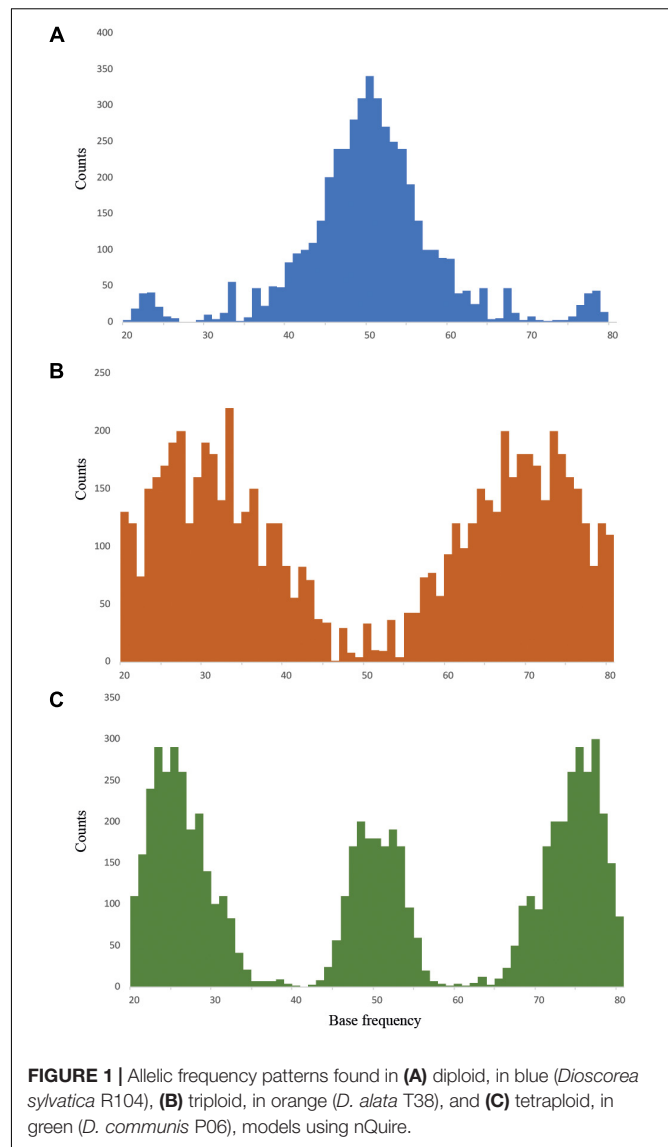 A
400
350
300
250
200
150
100
50
0
Counts
20 30 40 50 60 70 80
B
250
200
150
100
50
0
Counts
20 30 40 50 60 70 80
C
350
300
250
200
150
100
50
0
Counts
20 30 40 50 60 70 80
Base frequency
FIGURE 1 | Allelic frequency patterns found in (A) diploid, in blue (Dioscorea
sylvatica R104), (B) triploid, in orange (D. alata T38), and (C) tetraploid, in
green (D. communis P06), models using nQuire.